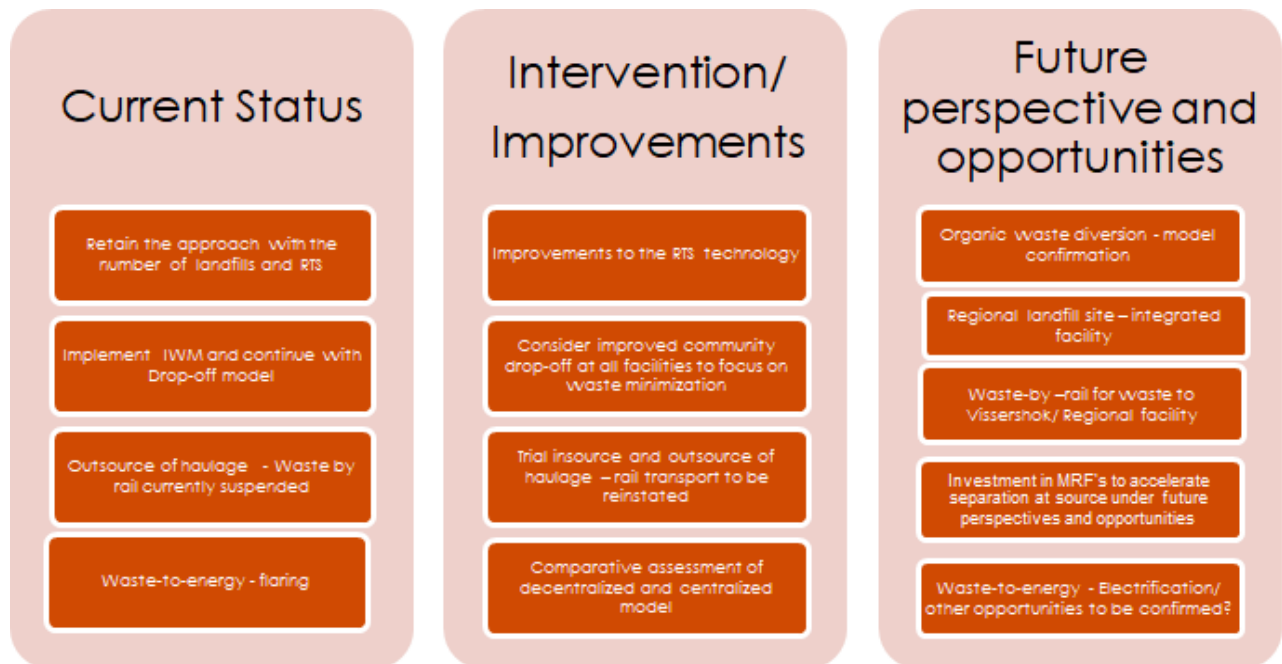 Current Status
Retain the approach with the
number of landfills and RTS
Implement IWM and continue with
Drop-off model
Outsource of haulage - Waste by
rail currently suspended
Waste-to-energy - flaring
Intervention/
Improvements
Improvements to the RTS technology
Consider improved community
drop-off at all facilities to focus on
waste minimization
Trial insource and outsource of
haulage – rail transport to be
reinstated
Comparative assessment of
decentralized and centralized
model
Future
perspective and
opportunities
Organic waste diversion - model
confirmation
Regional landfill site – integrated
facility
Waste-by –rail for waste to
Vissershok/ Regional facility
Investment in MRF's to accelerate
separation at source under future
perspectives and opportunities
Waste-to-energy - Electrification/
other opportunities to be confirmed?